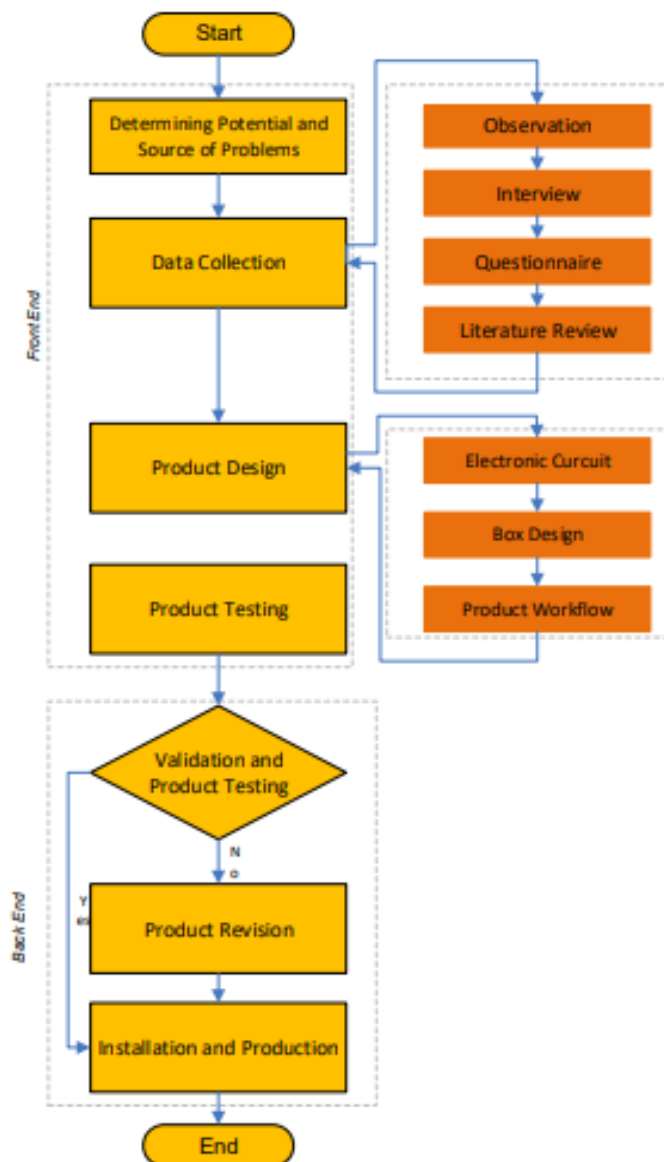 Start
Determining Potential and
Source of Problems
Data Collection
Observation
Interview
Questionnaire
Literature Review
Front End
Product Design
Electronic Curcuit
Box Design
Product Workflow
Product Testing
Validation and
Product Testing
N
o
Y
es
Back End
Product Revision
Installation and Production
End